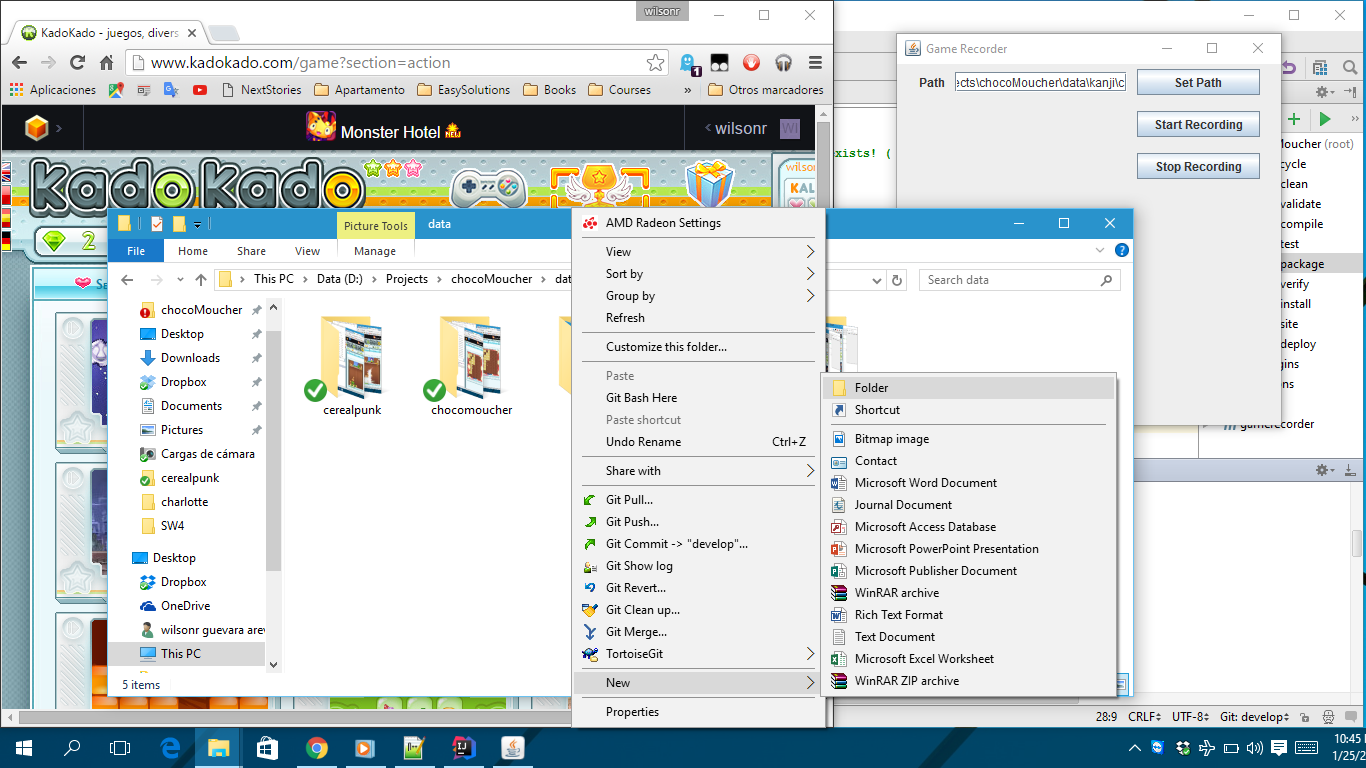 wilsonr
KadoKado - juegos, divers
www.kadokado.com/game?section=action
1
Aplicaciones
NextStories
Apartamento
EasySolutions
Books
Courses
»
Otros marcadores
Monster Hotel NEW
wilsonr WI
KadoKado
wilson
KAL
2
Game Recorder
Path
cts\chocoMoucher\data\kanji\c
Set Path
Start Recording
Stop Recording
xists! (
Moucher (root)
cycle
clean
validate
compile
test
package
verify
install
site
deploy
ins
gamerecorder
Picture Tools
data
File
Home
Share
View
Manage
This PC
Data (D:)
Projects
chocoMoucher
dat
Search data
chocoMoucher
Desktop
Downloads
Dropbox
Documents
Pictures
Cargas de cámara
cerealpunk
charlotte
SW4
Desktop
Dropbox
OneDrive
wilsonr guevara arev
This PC
5 items
cerealpunk
chocomoucher
AMD Radeon Settings
View
Sort by
Group by
Refresh
Customize this folder...
Paste
Git Bash Here
Paste shortcut
Undo Rename Ctrl+Z
Share with
Git Pull...
Git Push...
Git Commit -> "develop"...
Git Show log
Git Revert...
Git Clean up...
Git Merge...
TortoiseGit
New
Properties
Folder
Shortcut
Bitmap image
Contact
Microsoft Word Document
Journal Document
Microsoft Access Database
Microsoft PowerPoint Presentation
Microsoft Publisher Document
WinRAR archive
Rich Text Format
Text Document
Microsoft Excel Worksheet
WinRAR ZIP archive
28:9 CRLF UTF-8 Git: develop
10:45
1/25/2